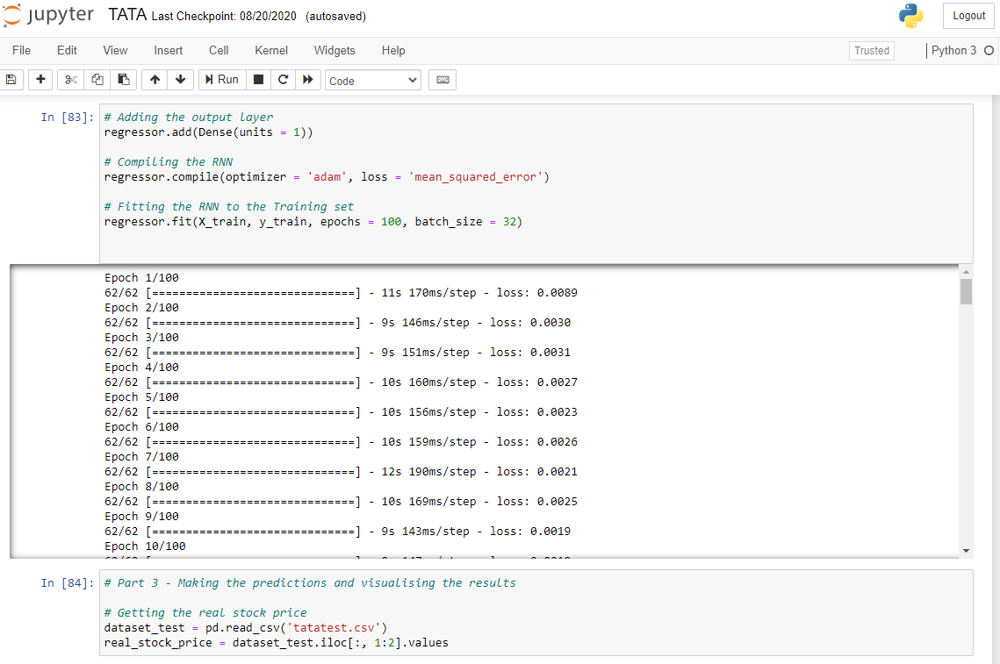 jupyter TATA Last Checkpoint: 08/20/2020 (autosaved) Logout
File Edit View Insert Cell Kernel Widgets Help Trusted Python 3
Run Code
In [83]: # Adding the output layer
regressor.add(Dense(units = 1))
# Compiling the RNN
regressor.compile(optimizer = 'adam', loss = 'mean_squared_error')
# Fitting the RNN to the Training set
regressor.fit(X_train, y_train, epochs = 100, batch_size = 32)
Epoch 1/100
62/62 [==============================] - 11s 170ms/step - loss: 0.0089
Epoch 2/100
62/62 [==============================] - 9s 146ms/step - loss: 0.0030
Epoch 3/100
62/62 [==============================] - 9s 151ms/step - loss: 0.0031
Epoch 4/100
62/62 [==============================] - 10s 160ms/step - loss: 0.0027
Epoch 5/100
62/62 [==============================] - 10s 156ms/step - loss: 0.0023
Epoch 6/100
62/62 [==============================] - 10s 159ms/step - loss: 0.0026
Epoch 7/100
62/62 [==============================] - 12s 190ms/step - loss: 0.0021
Epoch 8/100
62/62 [==============================] - 10s 169ms/step - loss: 0.0025
Epoch 9/100
62/62 [==============================] - 9s 143ms/step - loss: 0.0019
Epoch 10/100
In [84]: # Part 3 - Making the predictions and visualising the results
# Getting the real stock price
dataset_test = pd.read_csv('tatatest.csv')
real_stock_price = dataset_test.iloc[:, 1:2].values